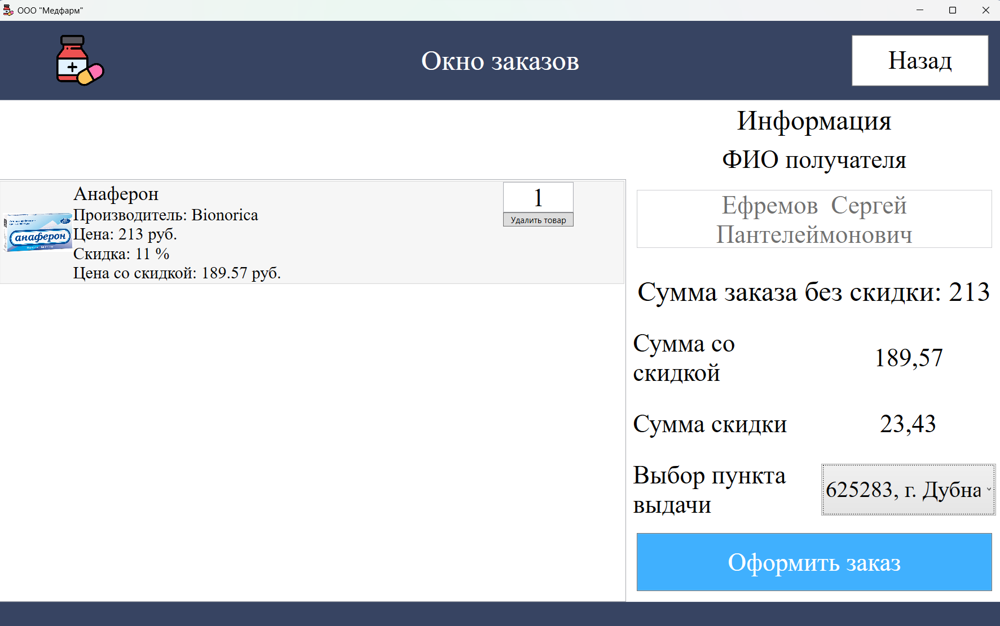 ООО "Медфарм"
Окно заказов
Назад
Информация
ФИО получателя
Анаферон
Производитель: Bionorica
Цена: 213 руб.
Скидка: 11 %
Цена со скидкой: 189.57 руб.
анаферон
1
Удалить товар
Ефремов  Сергей
Пантелеймонович
Сумма заказа без скидки: 213
Сумма со
скидкой
189,57
Сумма скидки
23,43
Выбор пункта
выдачи
625283, г. Дубна
Оформить заказ